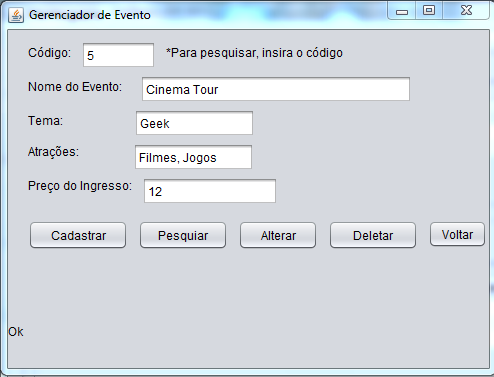 Gerenciador de Evento
Código: 5 *Para pesquisar, insira o código
Nome do Evento: Cinema Tour
Tema: Geek
Atrações: Filmes, Jogos
Preço do Ingresso: 12
Cadastrar Pesquiar Alterar Deletar Voltar
Ok